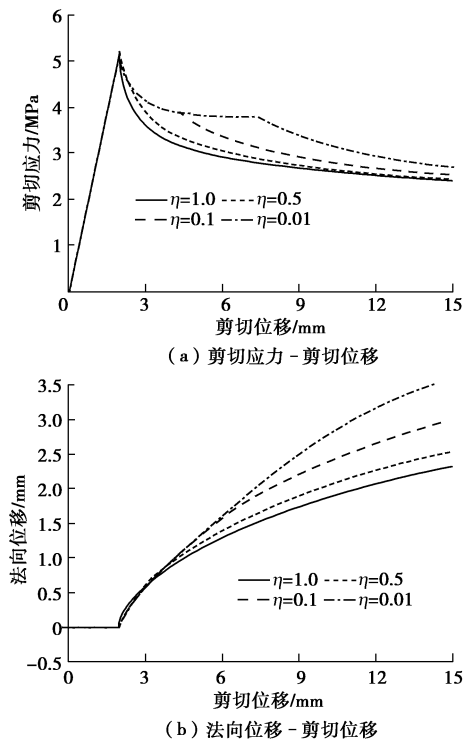 6
5
4
3
2
1
0
3
6
9
12
15
剪切应力/MPa
η=1.0 η=0.5
η=0.1 η=0.01
剪切位移/mm
（a）剪切应力－剪切位移
3.5
3.0
2.5
2.0
1.5
1.0
0.5
0.0
−0.5
0
3
6
9
12
15
法向位移/mm
η=1.0 η=0.5
η=0.1 η=0.01
剪切位移/mm
（b）法向位移－剪切位移